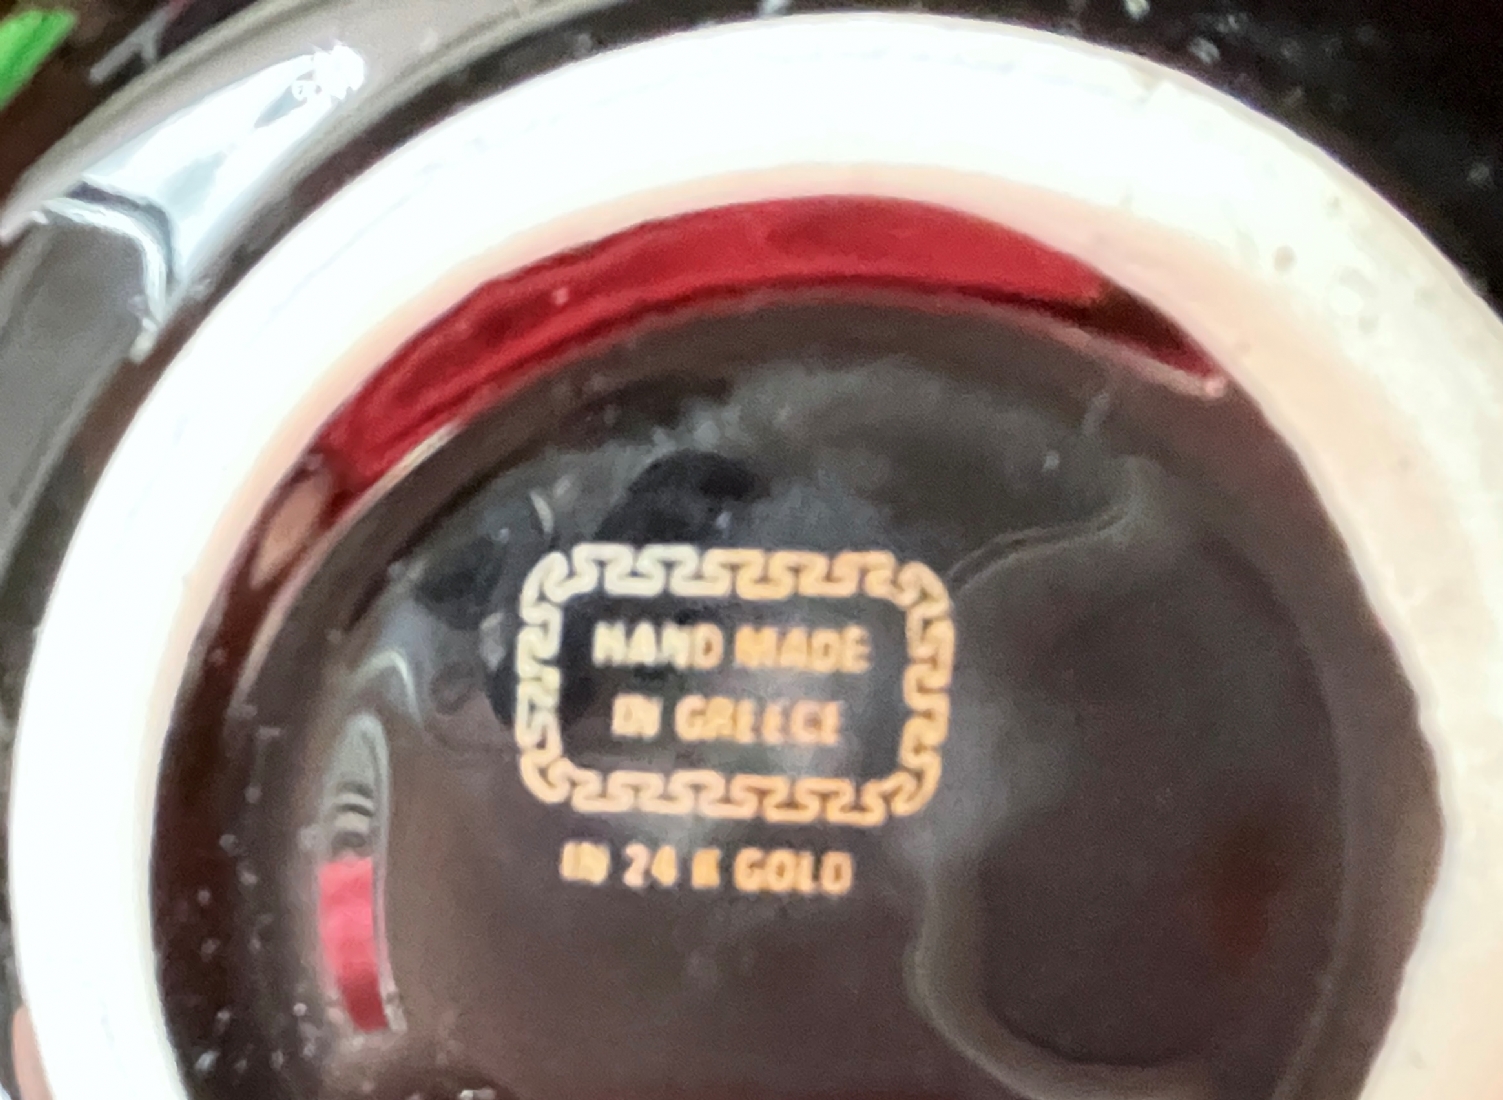 HAND MADE
IN GREECE
IN 24 K GOLD